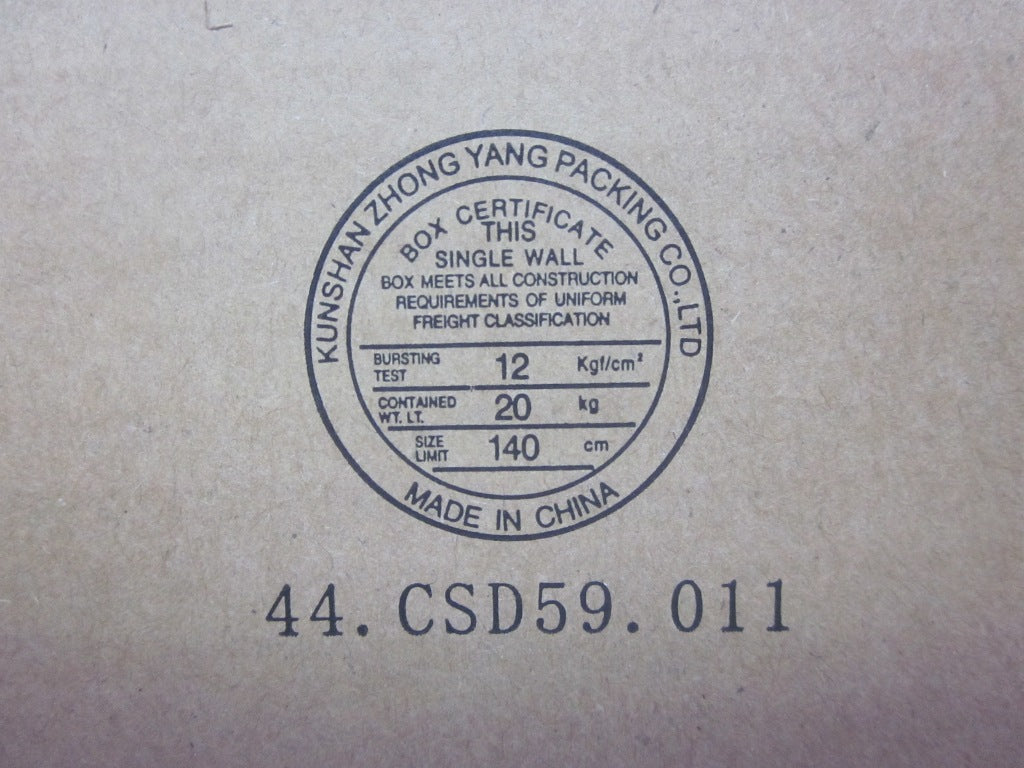 KUNSHAN ZHONG YANG PACKING CO.,LTD
BOX CERTIFICATE
THIS
SINGLE WALL
BOX MEETS ALL CONSTRUCTION
REQUIREMENTS OF UNIFORM
FREIGHT CLASSIFICATION
BURSTING TEST 12 Kgf/cm²
CONTAINED WT. LT. 20 kg
SIZE LIMIT 140 cm
MADE IN CHINA
44.CSD59.011